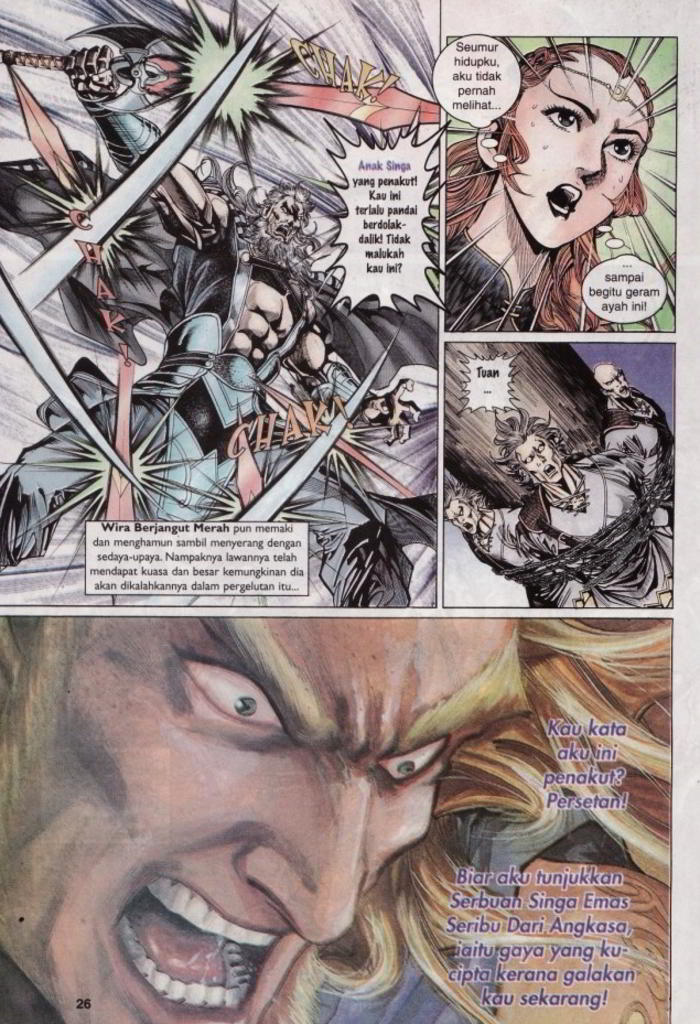 CHAK!
Anak Singa
yang penakut!
Kau ini
terlalu pandai
berdolak-
dalik! Tidak
malukah
kau ini?
CHAK!
CHAK!
Wira Berjangut Merah pun memaki
dan menghamun sambil menyerang dengan
sedaya-upaya. Nampaknya lawannya telah
mendapat kuasa dan besar kemungkinan dia
akan dikalahkannya dalam pergelutan itu...
Seumur
hidupku,
aku tidak
pernah
melihat...
...
sampai
begitu geram
ayah ini!
Tuan
...
Kau kata
aku ini
penakut?
Persetan!
Biar aku tunjukkan
Serbuan Singa Emas
Seribu Dari Angkasa,
iaitu gaya yang ku-
cipta kerana galakan
kau sekarang!
26